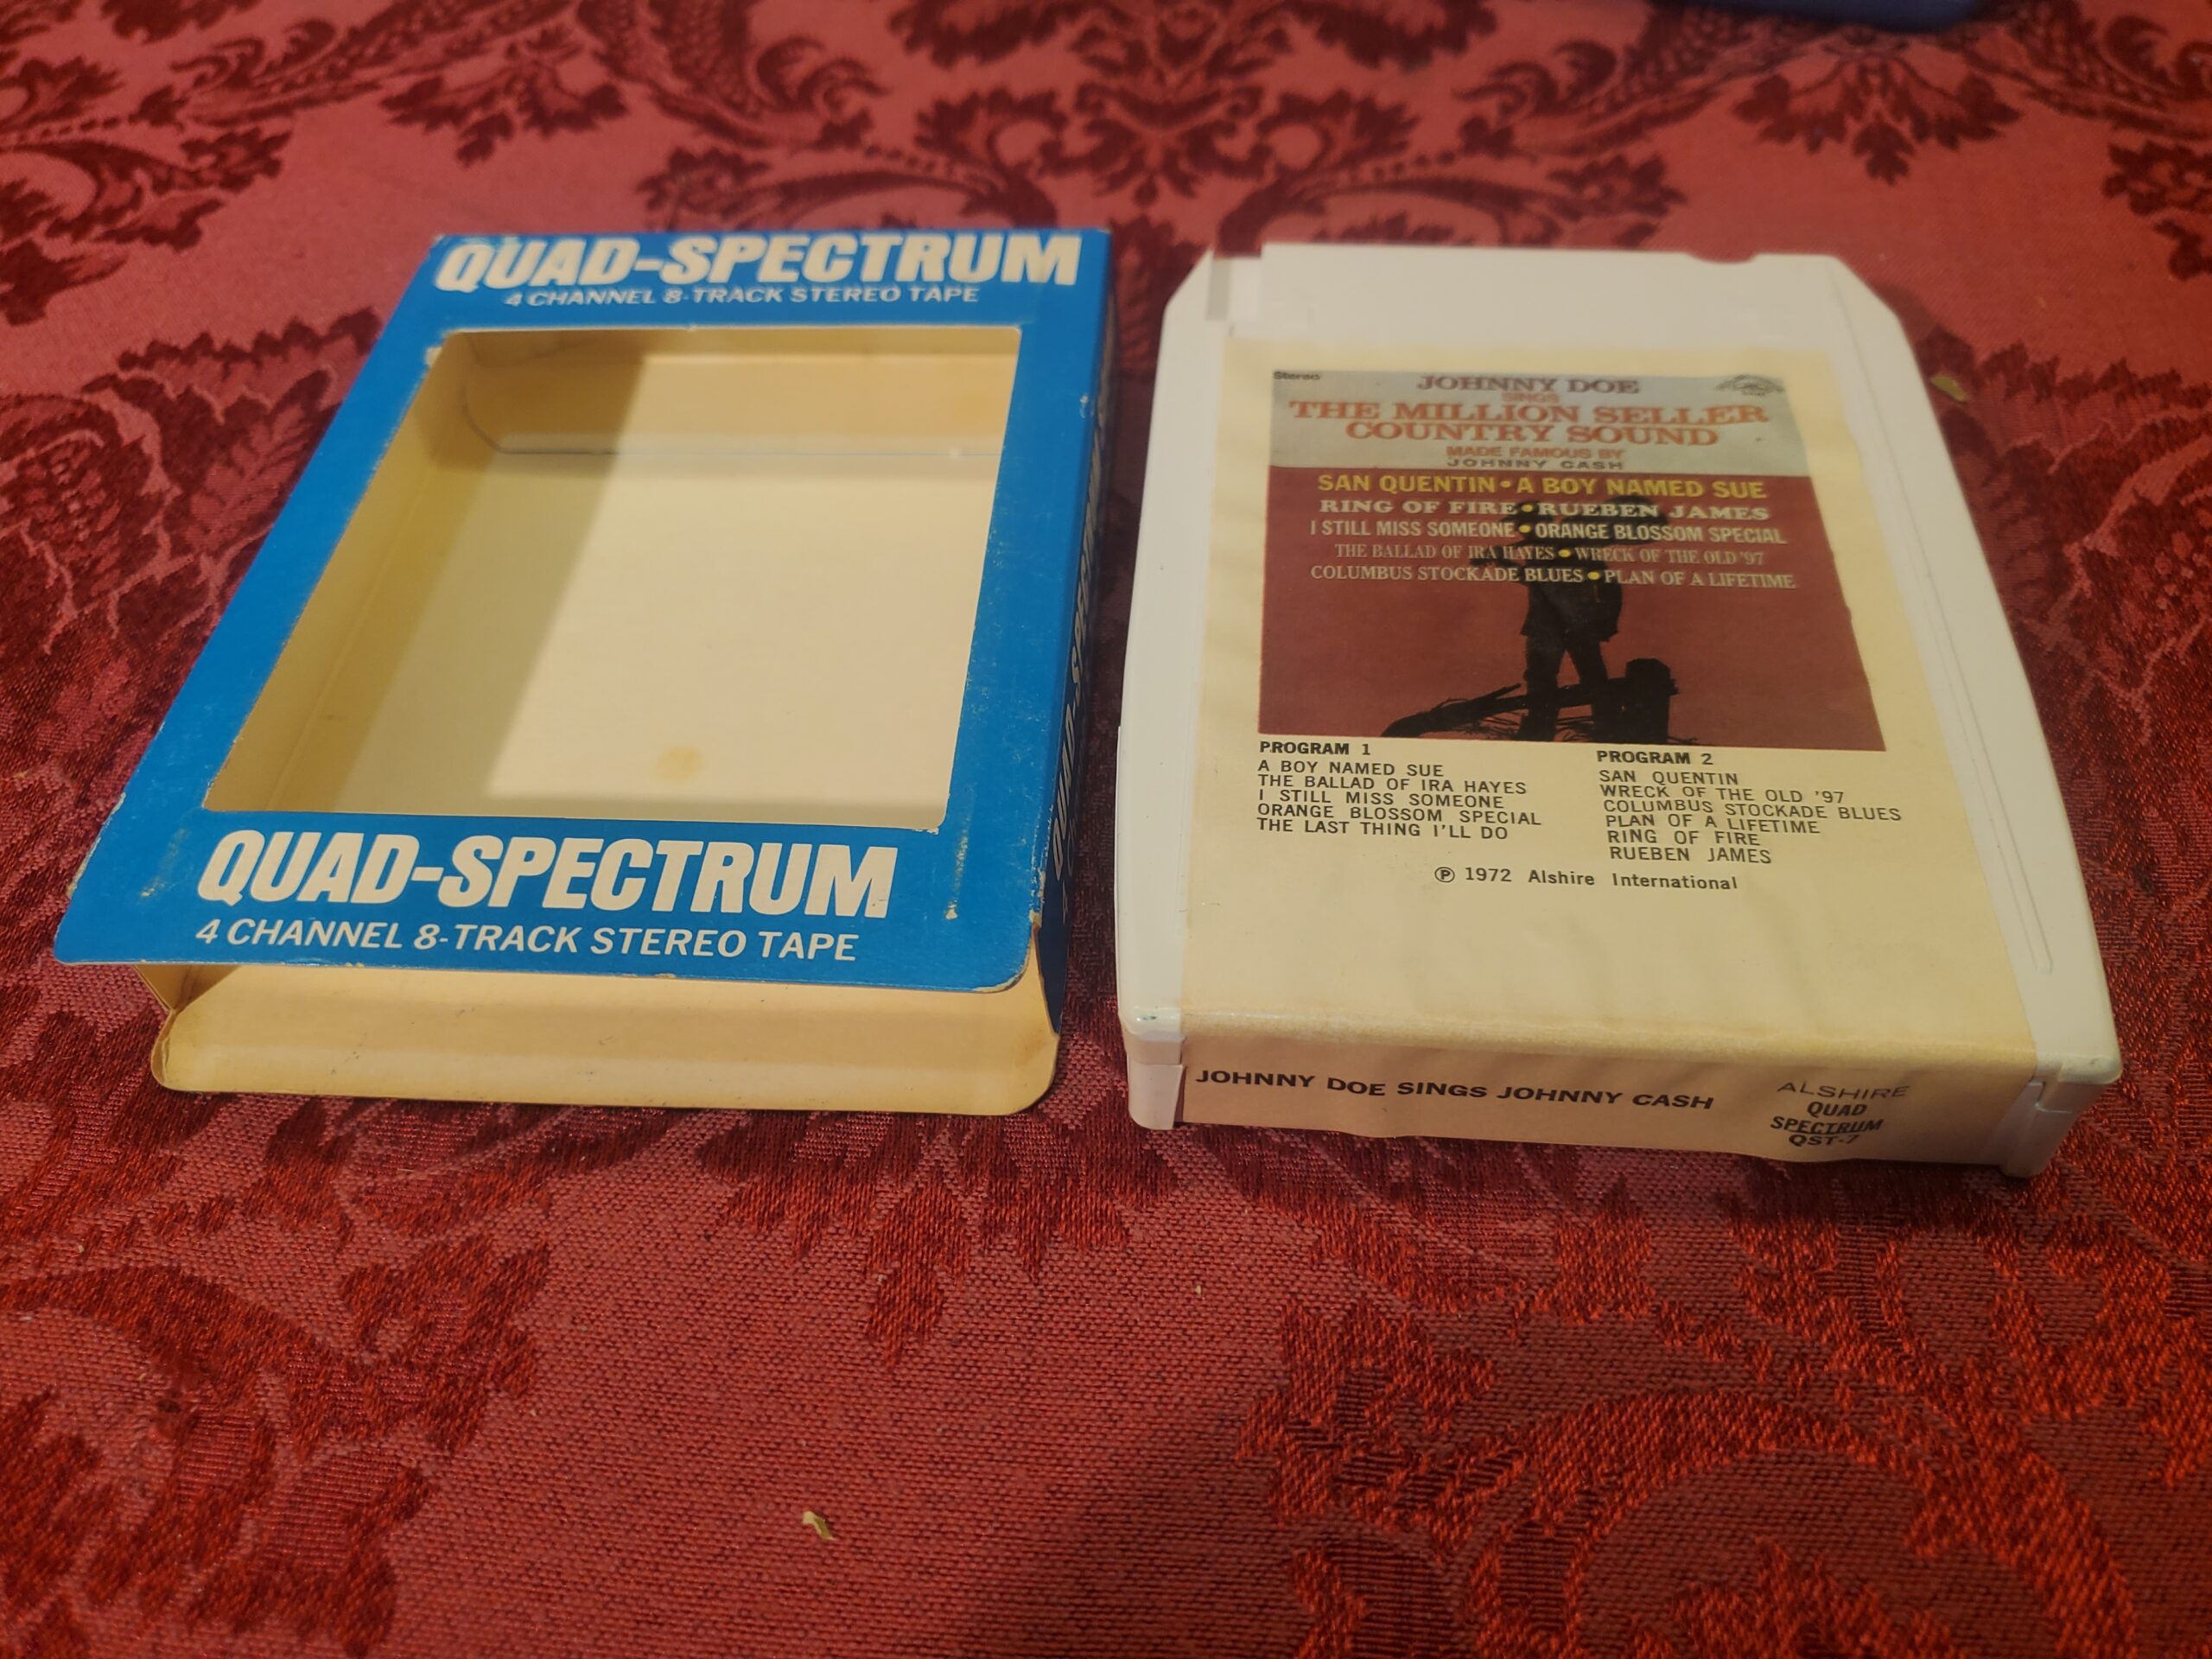 QUAD-SPECTRUM
4 CHANNEL 8-TRACK STEREO TAPE
QUAD-SPECTRUM
4 CHANNEL 8-TRACK STEREO TAPE
QUAD-SPECTRUM
Stereo
JOHNNY DOE
SINGS
THE MILLION SELLER
COUNTRY SOUND
MADE FAMOUS BY
JOHNNY CASH
SAN QUENTIN • A BOY NAMED SUE
RING OF FIRE • RUEBEN JAMES
I STILL MISS SOMEONE • ORANGE BLOSSOM SPECIAL
THE BALLAD OF IRA HAYES • WRECK OF THE OLD '97
COLUMBUS STOCKADE BLUES • PLAN OF A LIFETIME
PROGRAM 1
A BOY NAMED SUE
THE BALLAD OF IRA HAYES
I STILL MISS SOMEONE
ORANGE BLOSSOM SPECIAL
THE LAST THING I'LL DO
PROGRAM 2
SAN QUENTIN
WRECK OF THE OLD '97
COLUMBUS STOCKADE BLUES
PLAN OF A LIFETIME
RING OF FIRE
RUEBEN JAMES
Ⓟ 1972 Alshire International
JOHNNY DOE SINGS JOHNNY CASH
ALSHIRE
QUAD
SPECTRUM
QST-7